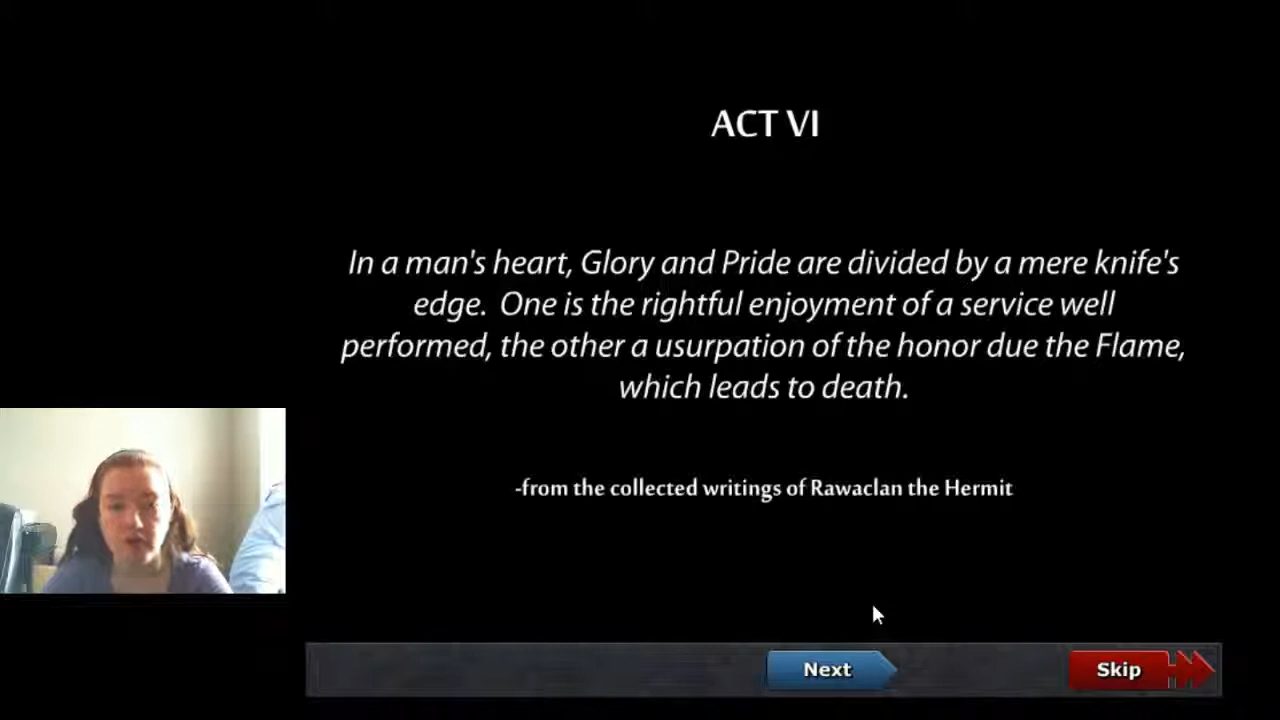 ACT VI
In a man's heart, Glory and Pride are divided by a mere knife's
edge.  One is the rightful enjoyment of a service well
performed, the other a usurpation of the honor due the Flame,
which leads to death.
-from the collected writings of Rawaclan the Hermit
Next
Skip